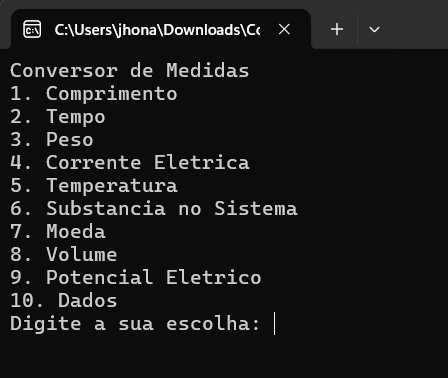 C:\Users\jhona\Downloads\Cc
Conversor de Medidas
1. Comprimento
2. Tempo
3. Peso
4. Corrente Eletrica
5. Temperatura
6. Substancia no Sistema
7. Moeda
8. Volume
9. Potencial Eletrico
10. Dados
Digite a sua escolha: